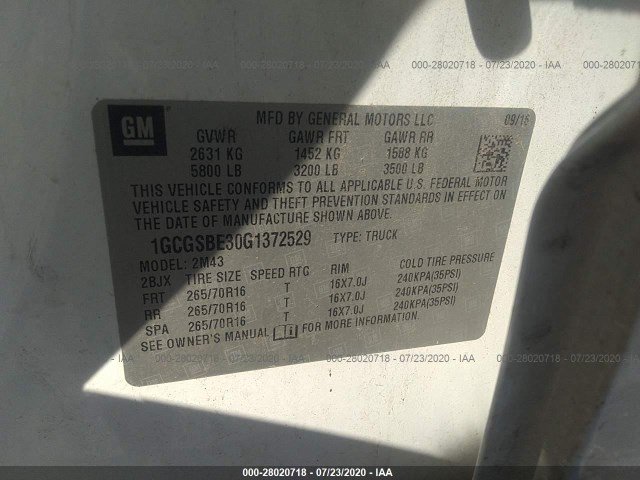 000-28020718 - 07/23/2020 - IAA
000-28020718 - 07/23/2020 - IAA
GM
MFD BY GENERAL MOTORS LLC 09/16
GVWR GAWR FRT GAWR RR
2631 KG 1452 KG 1588 KG
5800 LB 3200 LB 3500 LB
THIS VEHICLE CONFORMS TO ALL APPLICABLE U.S. FEDERAL MOTOR
VEHICLE SAFETY AND THEFT PREVENTION STANDARDS IN EFFECT ON
THE DATE OF MANUFACTURE SHOWN ABOVE.
1GCGSBE30G1372529 TYPE: TRUCK
MODEL: 2M43
2BJX TIRE SIZE SPEED RTG RIM COLD TIRE PRESSURE
FRT 265/70R16 T 16X7.0J 240KPA(35PSI)
RR 265/70R16 T 16X7.0J 240KPA(35PSI)
SPA 265/70R16 T 16X7.0J 240KPA(35PSI)
SEE OWNER'S MANUAL FOR MORE INFORMATION.
000-28020718 - 07/23/2020 - IAA
000-28020718 - 07/23/2020 - IAA
000-28020718 - 07/23/2020 - IAA